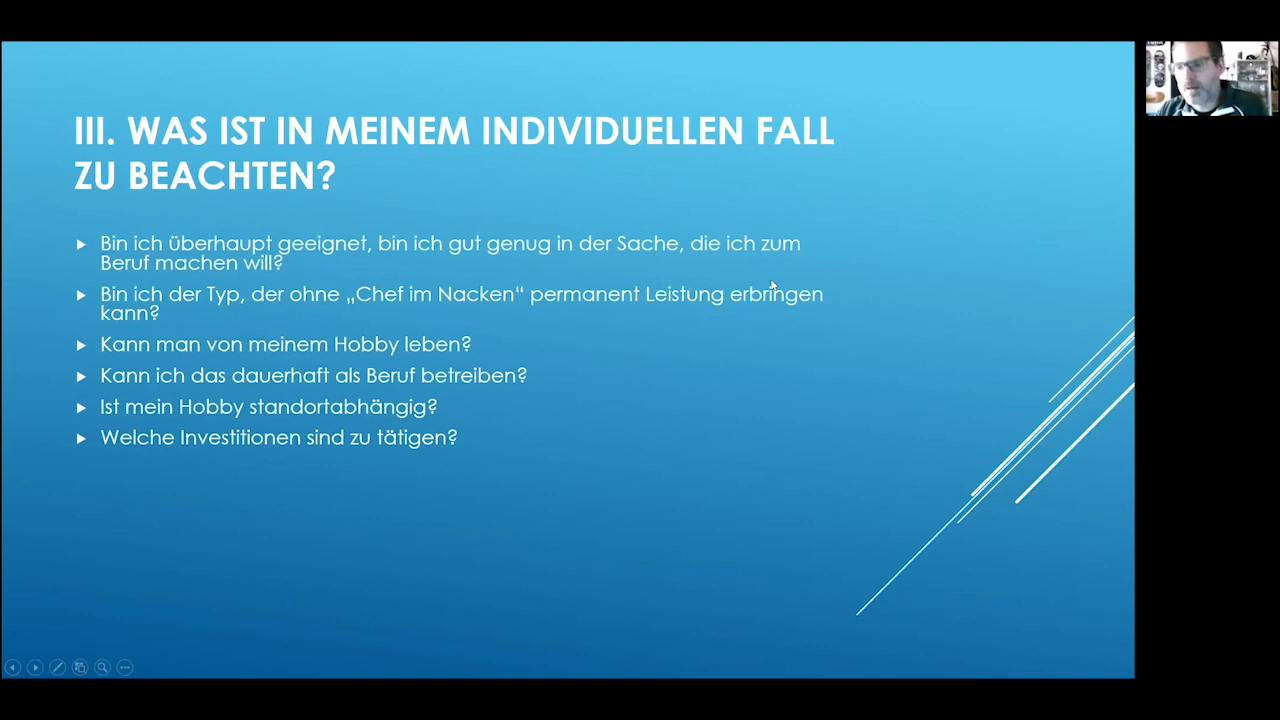 III. WAS IST IN MEINEM INDIVIDUELLEN FALL
ZU BEACHTEN?
Bin ich überhaupt geeignet, bin ich gut genug in der Sache, die ich zum
Beruf machen will?
Bin ich der Typ, der ohne „Chef im Nacken“ permanent Leistung erbringen
kann?
Kann man von meinem Hobby leben?
Kann ich das dauerhaft als Beruf betreiben?
Ist mein Hobby standortabhängig?
Welche Investitionen sind zu tätigen?